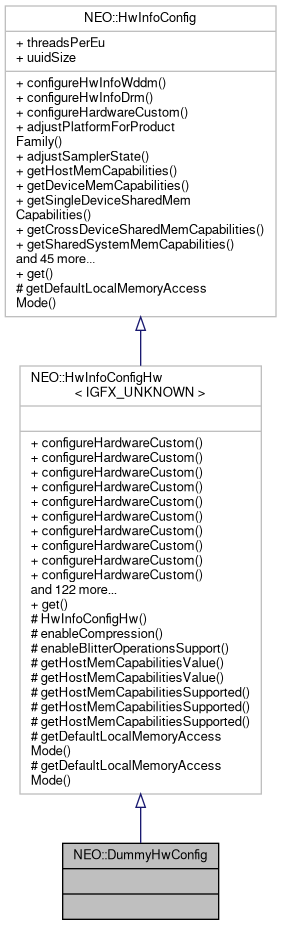 NEO::HwInfoConfig
+ threadsPerEu
+ uuidSize
+ configureHwInfoWddm()
+ configureHwInfoDrm()
+ configureHardwareCustom()
+ adjustPlatformForProduct
Family()
+ adjustSamplerState()
+ getHostMemCapabilities()
+ getDeviceMemCapabilities()
+ getSingleDeviceSharedMem
Capabilities()
+ getCrossDeviceSharedMemCapabilities()
+ getSharedSystemMemCapabilities()
and 45 more...
+ get()
# getDefaultLocalMemoryAccess
Mode()
NEO::HwInfoConfigHw
< IGFX_UNKNOWN >
+ configureHardwareCustom()
+ configureHardwareCustom()
+ configureHardwareCustom()
+ configureHardwareCustom()
+ configureHardwareCustom()
+ configureHardwareCustom()
+ configureHardwareCustom()
+ configureHardwareCustom()
+ configureHardwareCustom()
+ configureHardwareCustom()
and 122 more...
+ get()
# HwInfoConfigHw()
# enableCompression()
# enableBlitterOperationsSupport()
# getHostMemCapabilitiesValue()
# getHostMemCapabilitiesValue()
# getHostMemCapabilitiesSupported()
# getHostMemCapabilitiesSupported()
# getHostMemCapabilitiesSupported()
# getDefaultLocalMemoryAccess
Mode()
# getDefaultLocalMemoryAccess
Mode()
NEO::DummyHwConfig